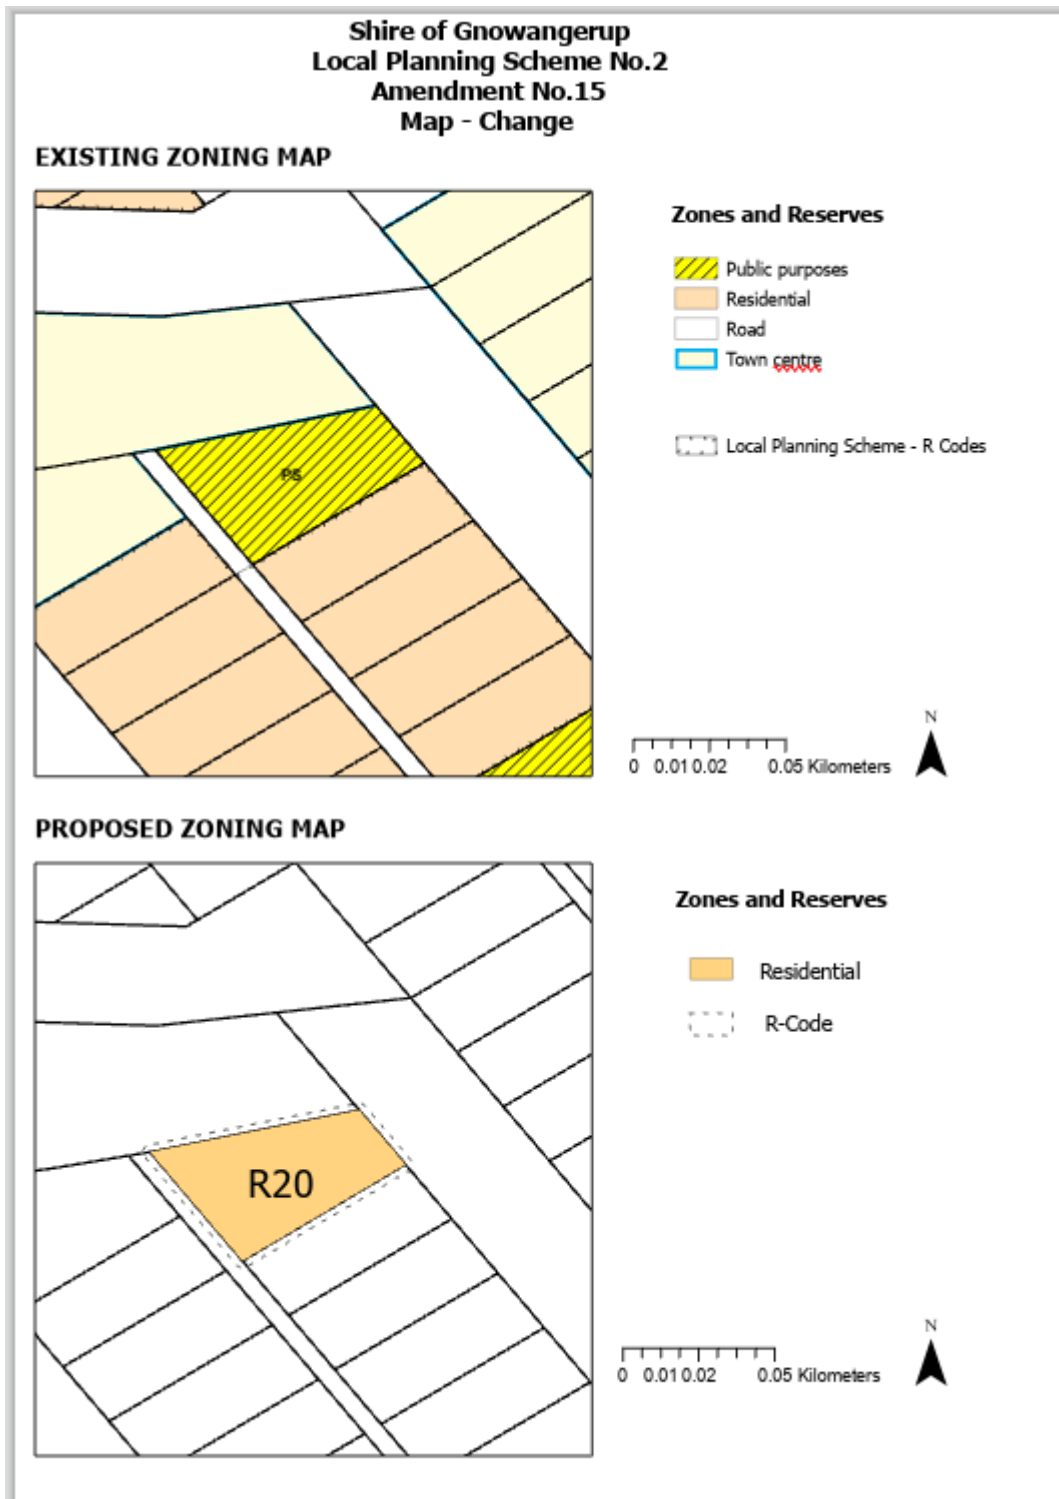 Shire of Gnowangerup
Local Planning Scheme No.2
Amendment No.15
Map - Change
EXISTING ZONING MAP
Zones and Reserves
Public purposes
Residential
Road
Town centre
Local Planning Scheme - R Codes
PS
N
0 0.01 0.02 0.05 Kilometers
PROPOSED ZONING MAP
Zones and Reserves
Residential
R-Code
R20
N
0 0.01 0.02 0.05 Kilometers